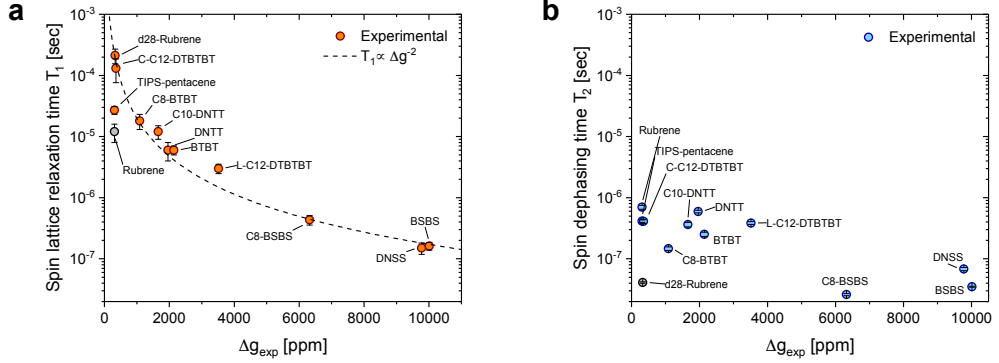 a
Spin lattice relaxation time T1 [sec]
10-3
10-4
10-5
10-6
10-7
d28-Rubrene
C-C12-DTBTBT
TIPS-pentacene
C8-BTBT
C10-DNTT
DNTT
BTBT
Rubrene
L-C12-DTBTBT
C8-BSBS
BSBS
DNSS
Experimental
T1 ∝ Δg-2
0 2000 4000 6000 8000 10000
Δgexp [ppm]
b
Spin dephasing time T2 [sec]
10-3
10-4
10-5
10-6
10-7
Experimental
Rubrene
TIPS-pentacene
C-C12-DTBTBT
C10-DNTT
DNTT
L-C12-DTBTBT
BTBT
C8-BTBT
d28-Rubrene
C8-BSBS
DNSS
BSBS
0 2000 4000 6000 8000 10000
Δgexp [ppm]